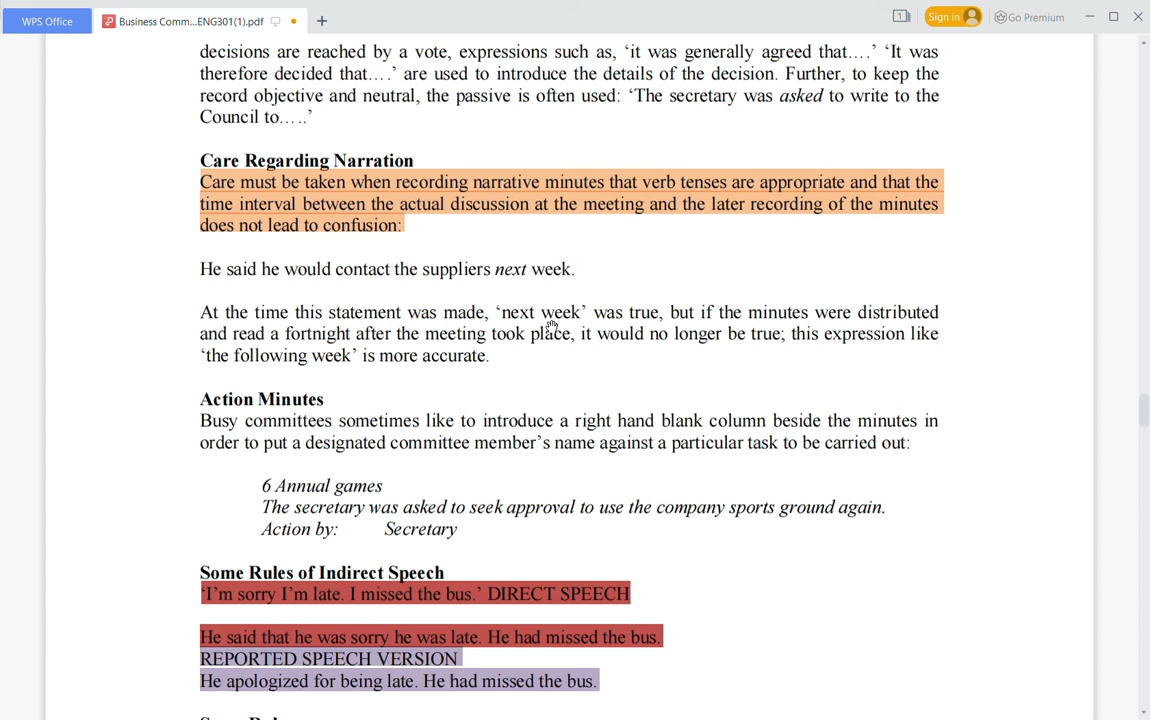 WPS Office
Business Comm...ENG301(1).pdf
1
Sign in
Go Premium
decisions are reached by a vote, expressions such as, ‘it was generally agreed that….’ ‘It was
therefore decided that….’ are used to introduce the details of the decision. Further, to keep the
record objective and neutral, the passive is often used: ‘The secretary was asked to write to the
Council to…..’
Care Regarding Narration
Care must be taken when recording narrative minutes that verb tenses are appropriate and that the
time interval between the actual discussion at the meeting and the later recording of the minutes
does not lead to confusion:
He said he would contact the suppliers next week.
At the time this statement was made, ‘next week’ was true, but if the minutes were distributed
and read a fortnight after the meeting took place, it would no longer be true; this expression like
‘the following week’ is more accurate.
Action Minutes
Busy committees sometimes like to introduce a right hand blank column beside the minutes in
order to put a designated committee member’s name against a particular task to be carried out:
6 Annual games
The secretary was asked to seek approval to use the company sports ground again.
Action by: Secretary
Some Rules of Indirect Speech
‘I’m sorry I’m late. I missed the bus.’ DIRECT SPEECH
He said that he was sorry he was late. He had missed the bus.
REPORTED SPEECH VERSION
He apologized for being late. He had missed the bus.